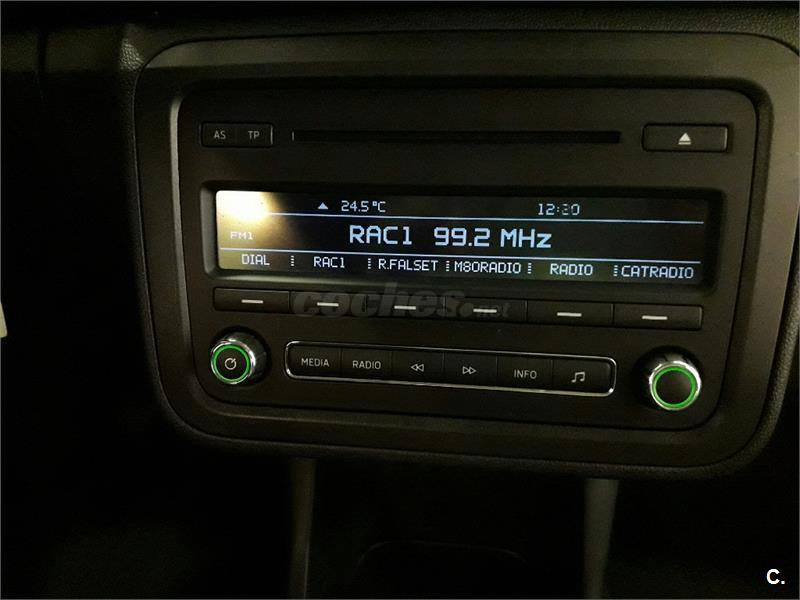 AS TP
24.5°C 12:20
FM1
RAC1 99.2 MHz
DIAL RAC1 R.FALSET M80RADIO RADIO CATRADIO
coches.net
MEDIA RADIO INFO
C.